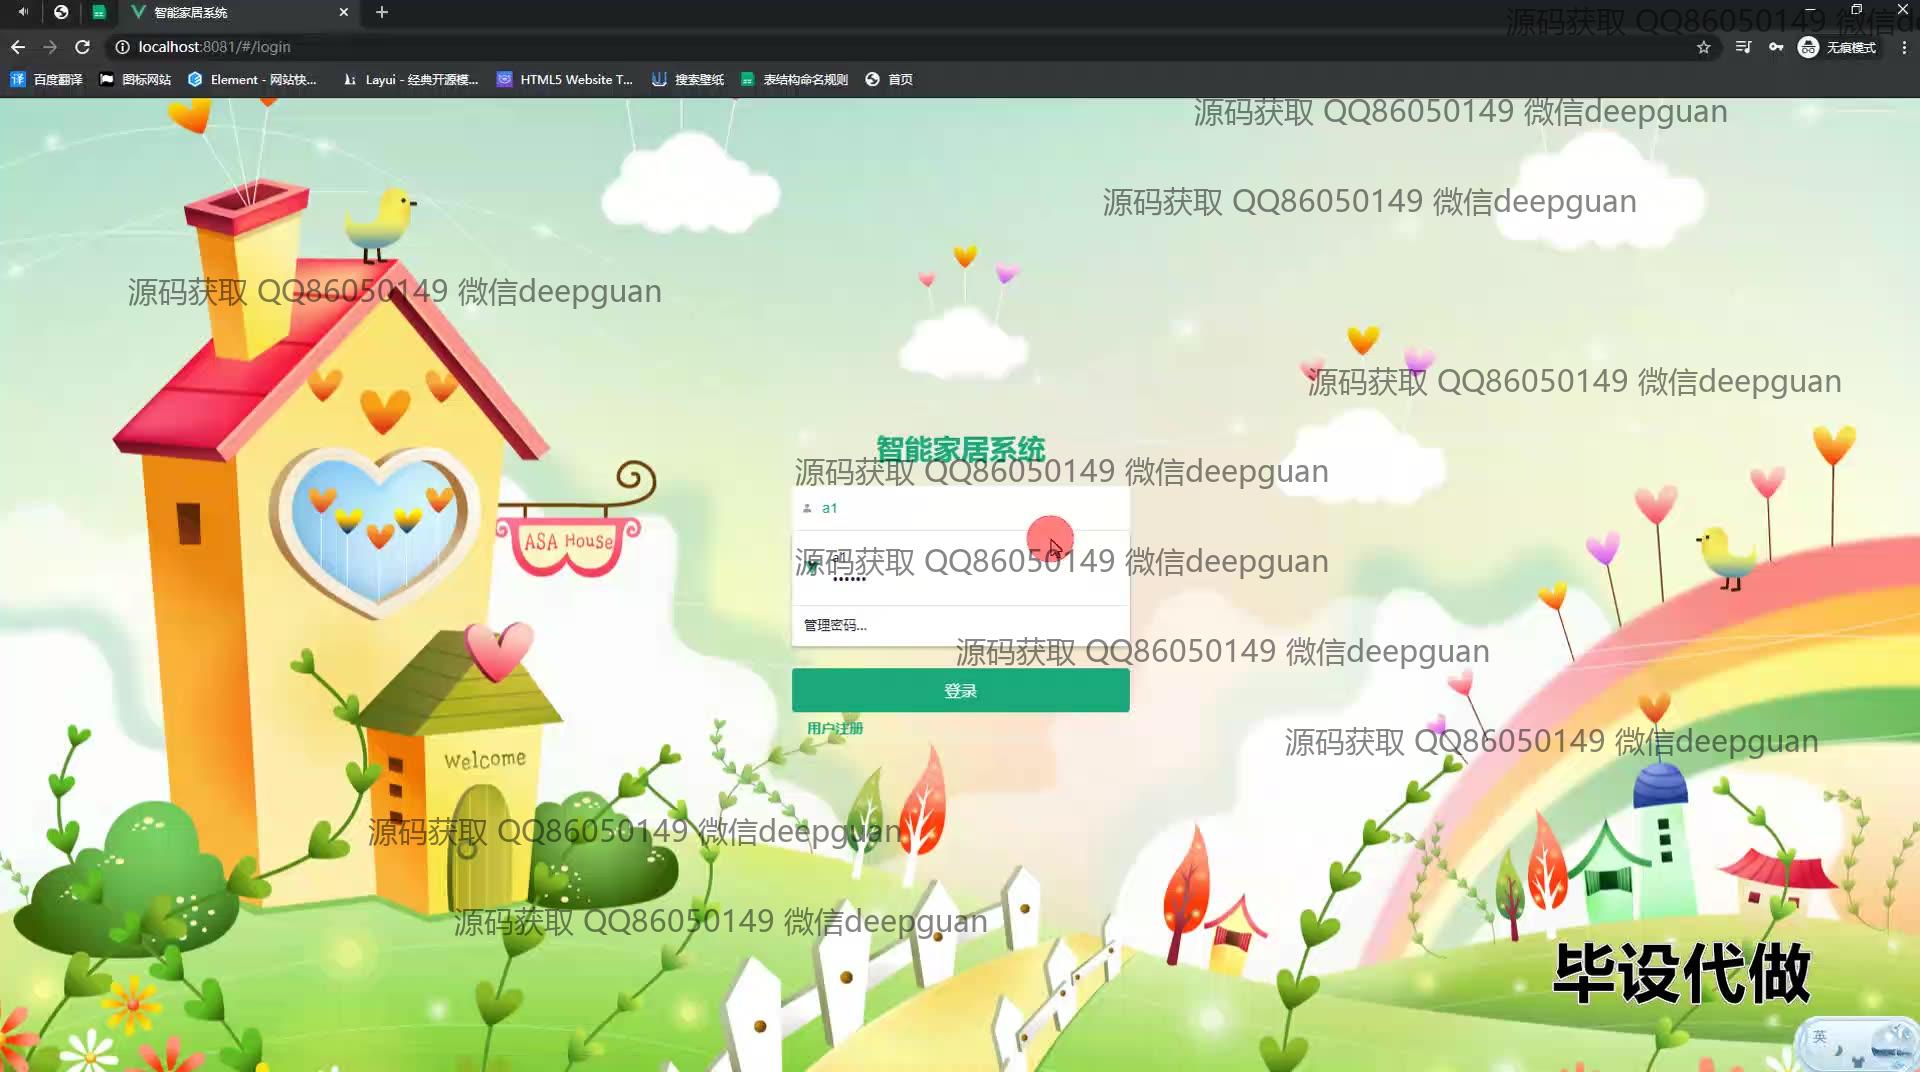 智能家居系统
源码获取 QQ86050149 微信de
localhost:8081/#/login
无痕模式
百度翻译
图标网站
Element - 网站快...
Layui - 经典开源模...
HTML5 Website T...
搜索壁纸
表结构命名规则
首页
源码获取 QQ86050149 微信deepguan
源码获取 QQ86050149 微信deepguan
源码获取 QQ86050149 微信deepguan
源码获取 QQ86050149 微信deepguan
智能家居系统
源码获取 QQ86050149 微信deepguan
a1
ASA House
源码获取 QQ86050149 微信deepguan
••••••
管理密码...
源码获取 QQ86050149 微信deepguan
登录
用户注册
源码获取 QQ86050149 微信deepguan
Welcome
源码获取 QQ86050149 微信deepguan
源码获取 QQ86050149 微信deepguan
毕设代做
英